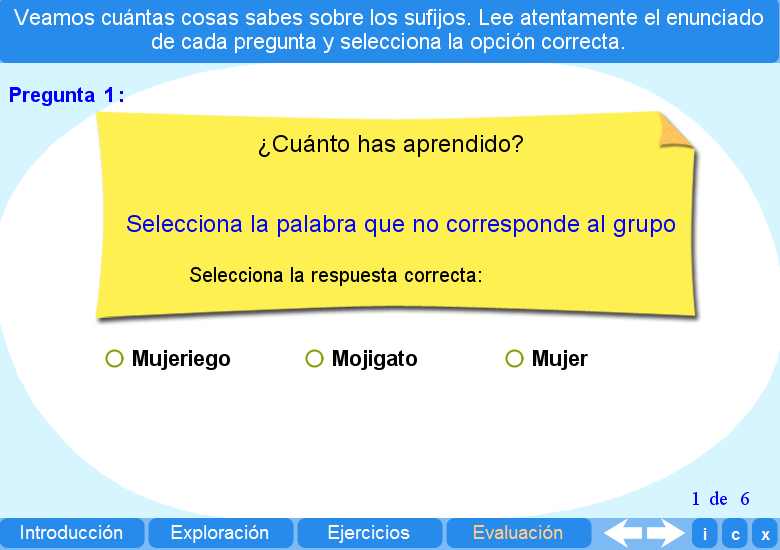 Veamos cuántas cosas sabes sobre los sufijos. Lee atentamente el enunciado
de cada pregunta y selecciona la opción correcta.
Pregunta 1:
¿Cuánto has aprendido?
Selecciona la palabra que no corresponde al grupo
Selecciona la respuesta correcta:
Mujeriego Mojigato Mujer
1 de 6
Introducción Exploración Ejercicios Evaluación i c x